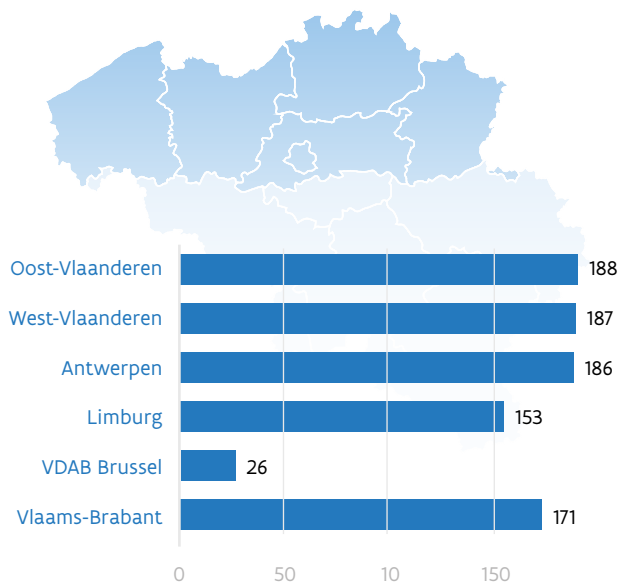 Oost-Vlaanderen 188
West-Vlaanderen 187
Antwerpen 186
Limburg 153
VDAB Brussel 26
Vlaams-Brabant 171
0 50 10 150